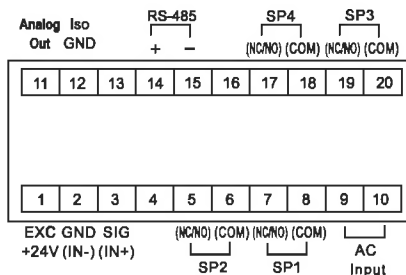 RS-485 SP4 SP3
Analog Iso
Out GND + − (NC/NO) (COM) (NC/NO) (COM)
11 12 13 14 15 16 17 18 19 20
1 2 3 4 5 6 7 8 9 10
EXC GND SIG (NC/NO) (COM) (NC/NO) (COM)
+24V (IN-) (IN+) AC
SP2 SP1 Input